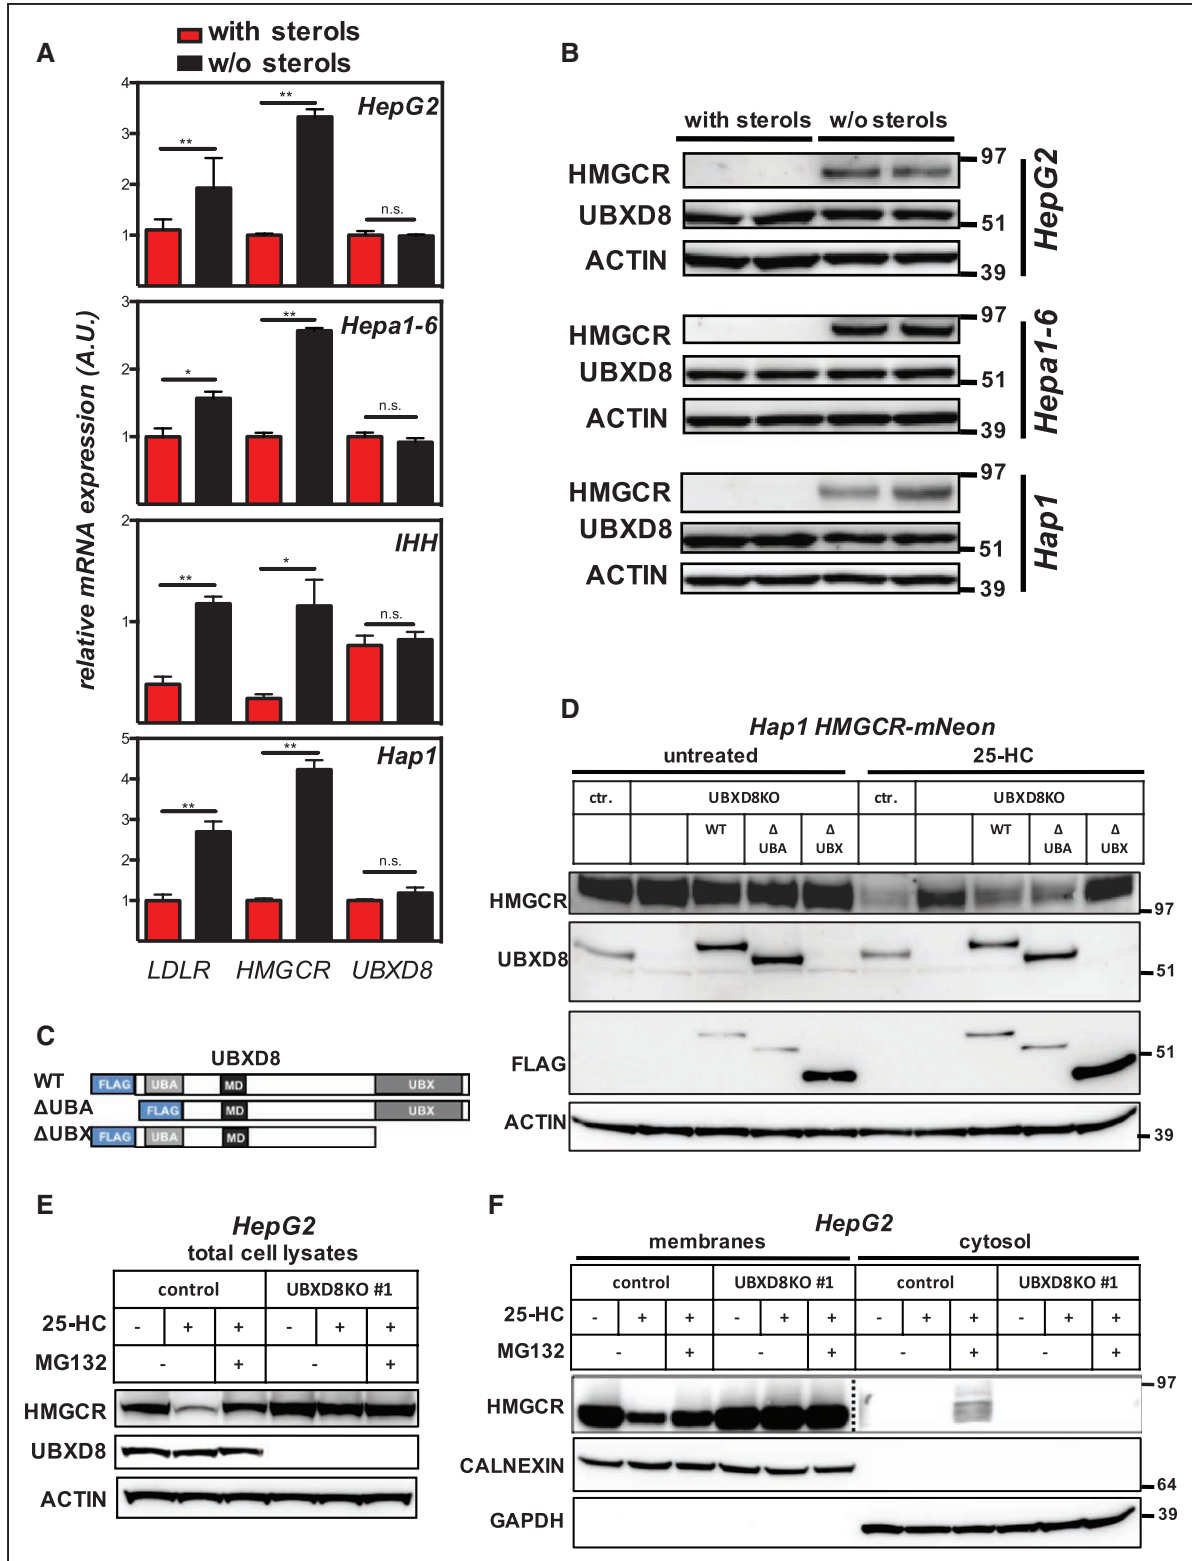 A
with sterols
w/o sterols
relative mRNA expression (A.U.)
4
3
2
1
HepG2
**
**
n.s.
3
2
1
Hepa1-6
*
**
n.s.
2
1
IHH
**
*
n.s.
5
4
3
2
1
Hap1
**
**
n.s.
LDLR HMGCR UBXD8
B
with sterols w/o sterols
HMGCR 97
UBXD8 51
ACTIN 39
HepG2
HMGCR 97
UBXD8 51
ACTIN 39
Hepa1-6
HMGCR 97
UBXD8 51
ACTIN 39
Hap1
C
UBXD8
WT FLAG UBA MD UBX
ΔUBA FLAG MD UBX
ΔUBX FLAG UBA MD
D
Hap1 HMGCR-mNeon
untreated 25-HC
ctr. UBXD8KO ctr. UBXD8KO
WT Δ Δ WT Δ Δ
UBA UBX UBA UBX
HMGCR 97
UBXD8 51
FLAG 51
ACTIN 39
E
HepG2
total cell lysates
control UBXD8KO #1
25-HC - + + - + +
MG132 - + - +
HMGCR
UBXD8
ACTIN
F
HepG2
membranes cytosol
control UBXD8KO #1 control UBXD8KO #1
25-HC - + + - + + - + + - + +
MG132 - + - + - + - +
HMGCR 97
CALNEXIN 64
GAPDH 39